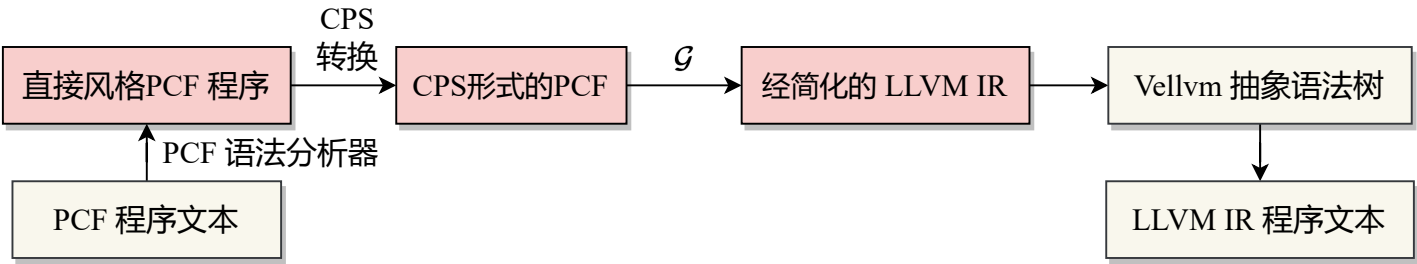 CPS
转换
𝒢
直接风格PCF 程序
CPS形式的PCF
经简化的 LLVM IR
Vellvm 抽象语法树
PCF 语法分析器
PCF 程序文本
LLVM IR 程序文本